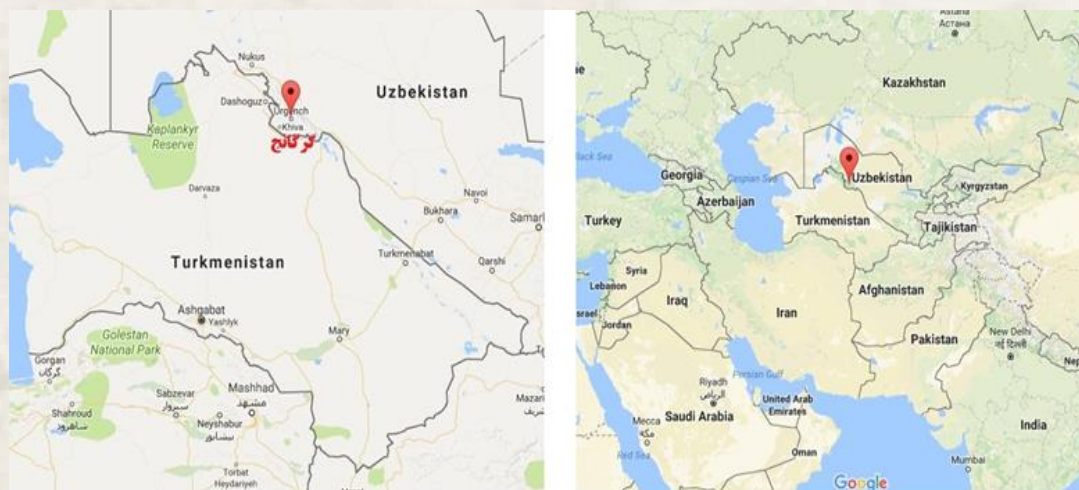 Nukus
Uzbekistan
Dashoguz
Urgench
Khiva
گرگانج
Kaplankyr
Reserve
Darvaza
Navoi
Bukhara
Samar
Turkmenistan
Turkmenabat
Qarshi
Ashgabat
Yashlyk
Mary
Golestan
National Park
Gorgan
گرگان
Mashhad
مشهد
Sabzevar
سبزوار
Neyshabur
نیشابور
Shahroud
شاهرود
Mazari
شریف
Torbat
Heydariyeh
Astana
Астана
Kazakhstan
Black Sea
Georgia
Caspian Sea
Uzbekistan
Kyrgyzstan
Azerbaijan
Turkey
Turkmenistan
Tajikistan
Syria
Lebanon
Israel
Iraq
Jordan
Iran
Afghanistan
Pakistan
New Delhi
नई दिल्ली
Nep
Persian Gulf
Riyadh
الرياض
United Arab
Emirates
Mecca
مكة
Saudi Arabia
Red Sea
Oman
India
Mumbai
Google